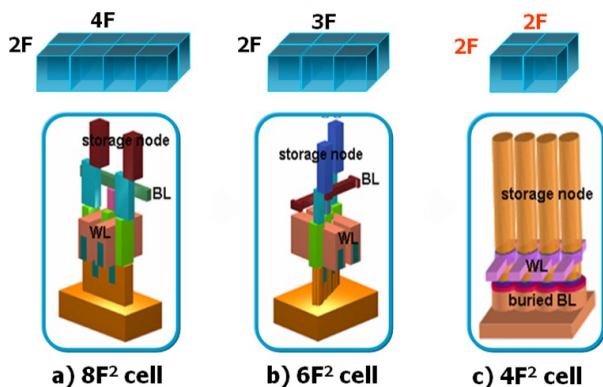 4F
2F
3F
2F
2F
2F
storage node
BL
WL
storage node
BL
WL
storage node
WL
buried BL
a) 8F² cell
b) 6F² cell
c) 4F² cell